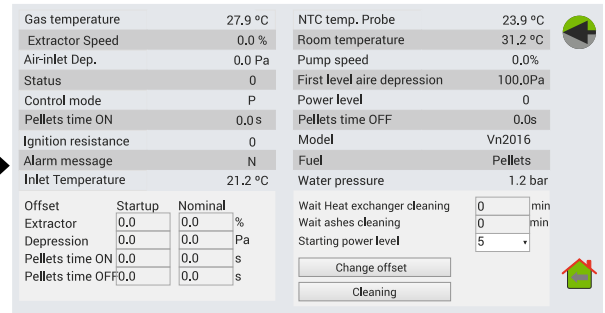 Gas temperature 27.9 ºC
Extractor Speed 0.0 %
Air-inlet Dep. 0.0 Pa
Status 0
Control mode P
Pellets time ON 0.0 s
Ignition resistance 0
Alarm message N
Inlet Temperature 21.2 ºC
Offset Startup Nominal
Extractor 0.0 0.0 %
Depression 0.0 0.0 Pa
Pellets time ON 0.0 0.0 s
Pellets time OFF 0.0 0.0 s
NTC temp. Probe 23.9 ºC
Room temperature 31.2 ºC
Pump speed 0.0%
First level aire depression 100.0Pa
Power level 0
Pellets time OFF 0.0s
Model Vn2016
Fuel Pellets
Water pressure 1.2 bar
Wait Heat exchanger cleaning 0 min
Wait ashes cleaning 0 min
Starting power level 5
Change offset
Cleaning